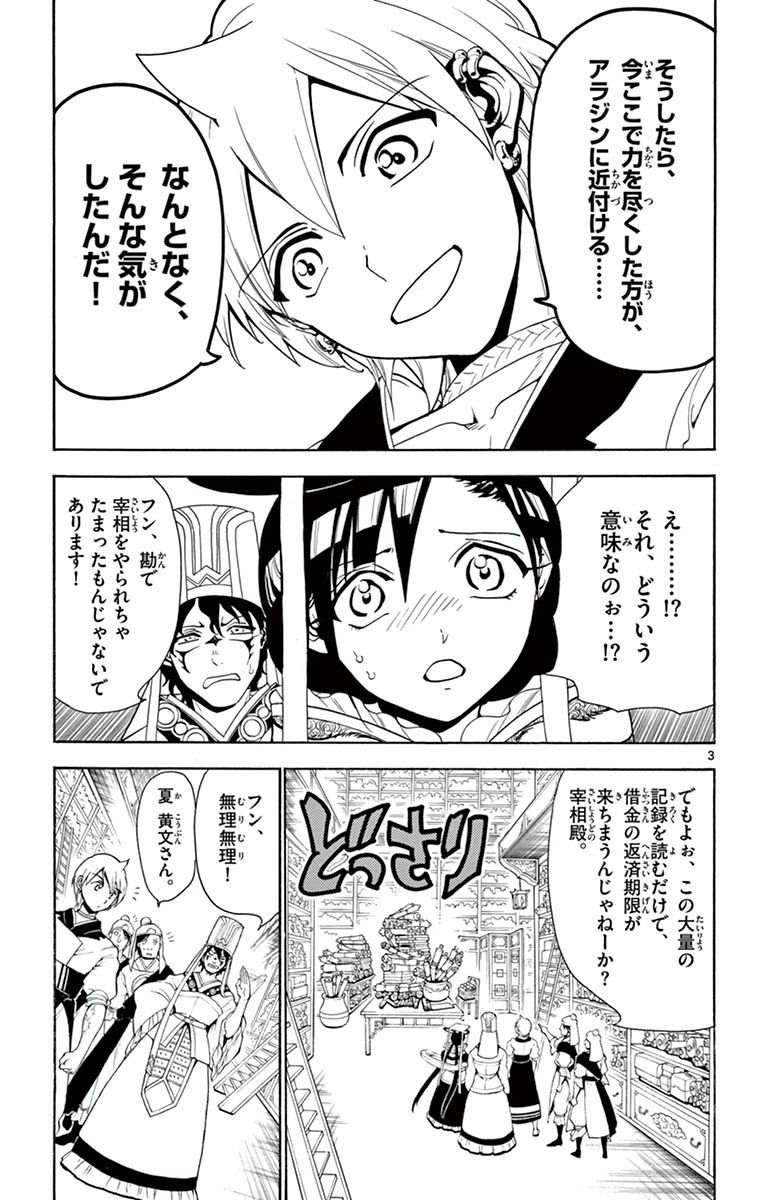 そうしたら、
今ここで力を尽くした方が、
アラジンに近付ける……
なんとなく、
そんな気が
したんだ！
え………!?
それ、どういう
意味なのぉ…!?
フン、勘で
宰相をやられちゃ
たまったもんじゃないで
あります！
3
でもよぉ、この大量の
記録を読むだけで、
借金の返済期限が
来ちまうんじゃねーか？
宰相殿。
どっさり
フン、
無理無理！
夏 黄文さん。